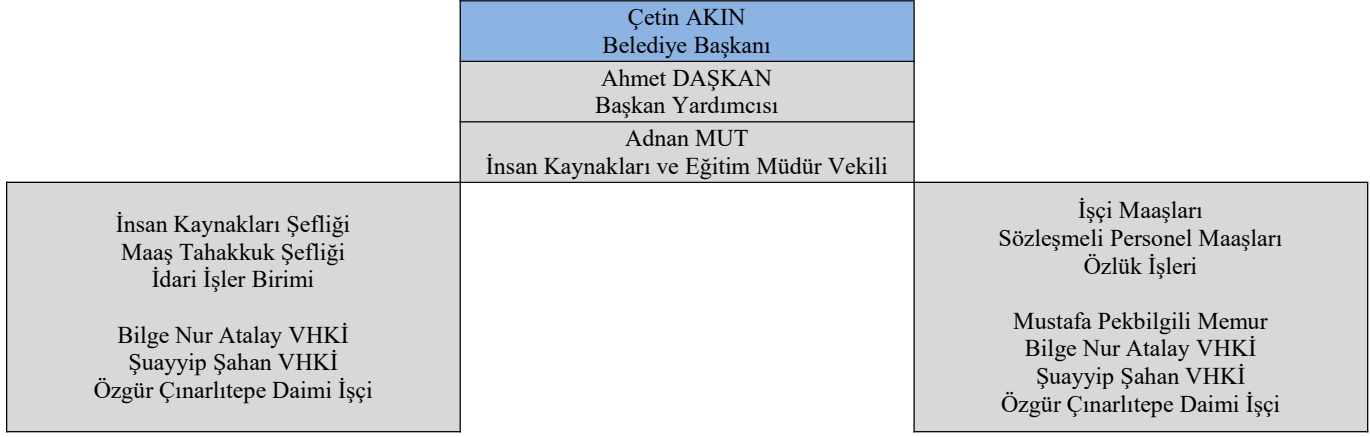 Çetin AKIN
Belediye Başkanı
Ahmet DAŞKAN
Başkan Yardımcısı
Adnan MUT
İnsan Kaynakları ve Eğitim Müdür Vekili
İnsan Kaynakları Şefliği
Maaş Tahakkuk Şefliği
İdari İşler Birimi
Bilge Nur Atalay VHKİ
Şuayyip Şahan VHKİ
Özgür Çınarlıtepe Daimi İşçi
İşçi Maaşları
Sözleşmeli Personel Maaşları
Özlük İşleri
Mustafa Pekbilgili Memur
Bilge Nur Atalay VHKİ
Şuayyip Şahan VHKİ
Özgür Çınarlıtepe Daimi İşçi